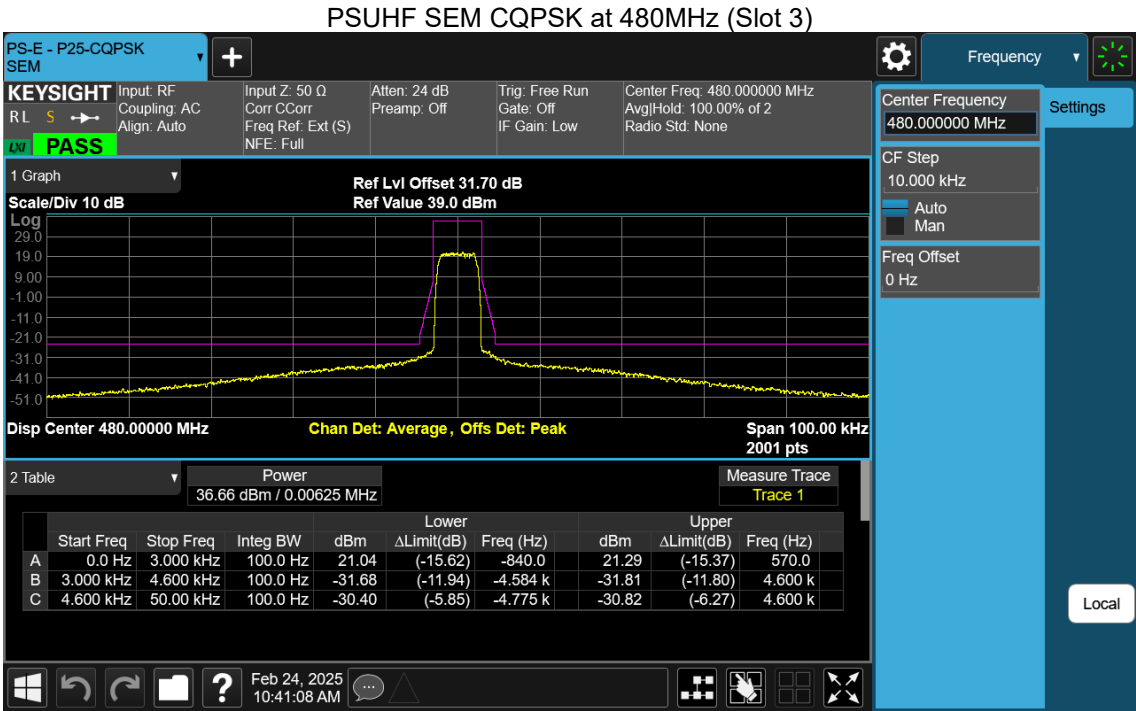 PSUHF SEM CQPSK at 480MHz (Slot 3)
PS-E - P25-CQPSK
SEM
Frequency
KEYSIGHT
RL S
LXI PASS
Input: RF
Coupling: AC
Align: Auto
Input Z: 50 Ω
Corr CCorr
Freq Ref: Ext (S)
NFE: Full
Atten: 24 dB
Preamp: Off
Trig: Free Run
Gate: Off
IF Gain: Low
Center Freq: 480.000000 MHz
Avg|Hold: 100.00% of 2
Radio Std: None
Center Frequency
480.000000 MHz
Settings
CF Step
10.000 kHz
Auto
Man
Freq Offset
0 Hz
1 Graph
Ref Lvl Offset 31.70 dB
Scale/Div 10 dB
Ref Value 39.0 dBm
Log
29.0
19.0
9.00
-1.00
-11.0
-21.0
-31.0
-41.0
-51.0
Disp Center 480.00000 MHz
Chan Det: Average , Offs Det: Peak
Span 100.00 kHz
2001 pts
2 Table
Power
36.66 dBm / 0.00625 MHz
Measure Trace
Trace 1
Lower Upper
Start Freq Stop Freq Integ BW dBm ΔLimit(dB) Freq (Hz) dBm ΔLimit(dB) Freq (Hz)
A 0.0 Hz 3.000 kHz 100.0 Hz 21.04 (-15.62) -840.0 21.29 (-15.37) 570.0
B 3.000 kHz 4.600 kHz 100.0 Hz -31.68 (-11.94) -4.584 k -31.81 (-11.80) 4.600 k
C 4.600 kHz 50.00 kHz 100.0 Hz -30.40 (-5.85) -4.775 k -30.82 (-6.27) 4.600 k
Local
Feb 24, 2025
10:41:08 AM